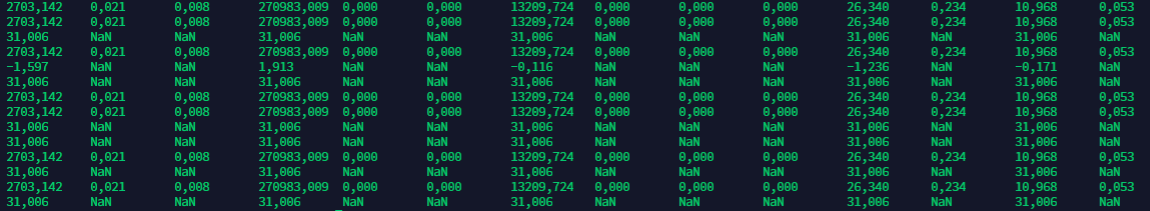 2703,142 0,021 0,008 270983,009 0,000 0,000 13209,724 0,000 0,000 0,000 26,340 0,234 10,968 0,053
2703,142 0,021 0,008 270983,009 0,000 0,000 13209,724 0,000 0,000 0,000 26,340 0,234 10,968 0,053
31,006 NaN NaN 31,006 NaN NaN 31,006 NaN NaN NaN 31,006 NaN 31,006 NaN
2703,142 0,021 0,008 270983,009 0,000 0,000 13209,724 0,000 0,000 0,000 26,340 0,234 10,968 0,053
-1,597 NaN NaN 1,913 NaN NaN -0,116 NaN NaN NaN -1,236 NaN -0,171 NaN
31,006 NaN NaN 31,006 NaN NaN 31,006 NaN NaN NaN 31,006 NaN 31,006 NaN
2703,142 0,021 0,008 270983,009 0,000 0,000 13209,724 0,000 0,000 0,000 26,340 0,234 10,968 0,053
2703,142 0,021 0,008 270983,009 0,000 0,000 13209,724 0,000 0,000 0,000 26,340 0,234 10,968 0,053
31,006 NaN NaN 31,006 NaN NaN 31,006 NaN NaN NaN 31,006 NaN 31,006 NaN
31,006 NaN NaN 31,006 NaN NaN 31,006 NaN NaN NaN 31,006 NaN 31,006 NaN
2703,142 0,021 0,008 270983,009 0,000 0,000 13209,724 0,000 0,000 0,000 26,340 0,234 10,968 0,053
31,006 NaN NaN 31,006 NaN NaN 31,006 NaN NaN NaN 31,006 NaN 31,006 NaN
2703,142 0,021 0,008 270983,009 0,000 0,000 13209,724 0,000 0,000 0,000 26,340 0,234 10,968 0,053
31,006 NaN NaN 31,006 NaN NaN 31,006 NaN NaN NaN 31,006 NaN 31,006 NaN